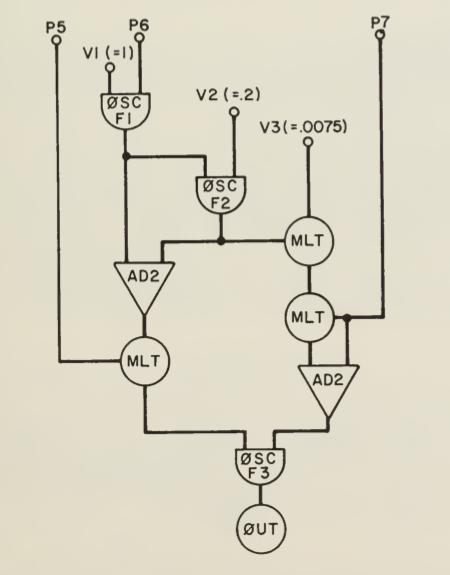 P5
P6
P7
V1 (=1)
ØSC
F1
V2 (=.2)
V3(=.0075)
ØSC
F2
MLT
AD2
MLT
MLT
AD2
ØSC
F3
ØUT